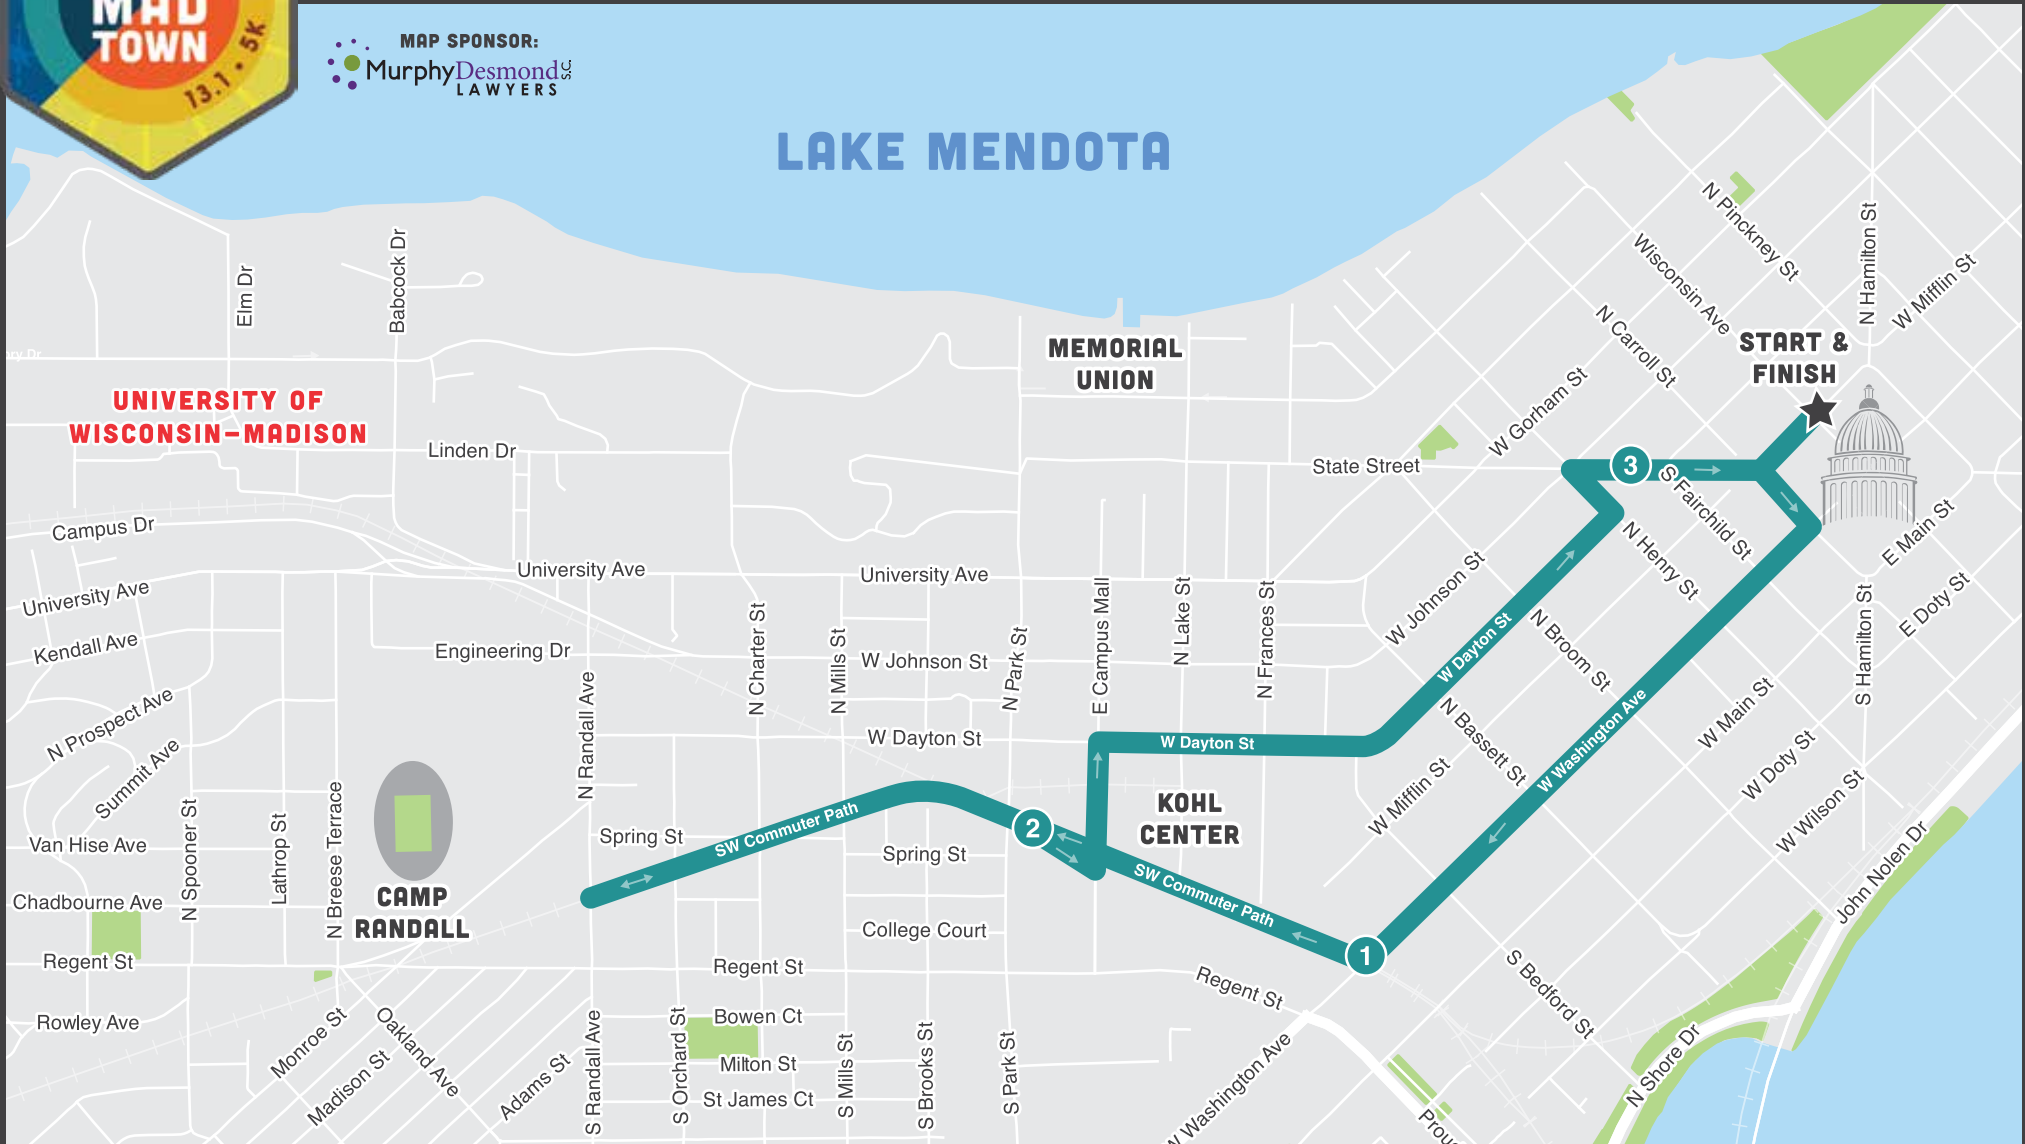 MAD
TOWN
13.1 • 5K
MAP SPONSOR:
MurphyDesmond S.C.
LAWYERS
LAKE MENDOTA
N Pinckney St
N Hamilton St
Wisconsin Ave
W Mifflin St
Elm Dr
Babcock Dr
N Carroll St
START &
FINISH
MEMORIAL
UNION
W Gorham St
UNIVERSITY OF
WISCONSIN–MADISON
Linden Dr
State Street
3
S Fairchild St
Campus Dr
E Main St
N Henry St
University Ave
University Ave
University Ave
W Johnson St
E Doty St
Kendall Ave
Engineering Dr
N Charter St
N Mills St
W Johnson St
N Park St
E Campus Mall
N Lake St
N Frances St
W Dayton St
N Broom St
S Hamilton St
N Prospect Ave
N Randall Ave
W Dayton St
W Dayton St
N Bassett St
W Washington Ave
W Main St
Summit Ave
W Doty St
W Mifflin St
W Wilson St
KOHL
CENTER
Van Hise Ave
N Spooner St
Lathrop St
N Breese Terrace
Spring St
SW Commuter Path
2
Spring St
SW Commuter Path
John Nolen Dr
CAMP
RANDALL
Chadbourne Ave
College Court
1
Regent St
Regent St
Regent St
S Bedford St
Rowley Ave
Monroe St
Oakland Ave
Madison St
Adams St
S Randall Ave
S Orchard St
Bowen Ct
Milton St
St James Ct
S Mills St
S Brooks St
S Park St
W Washington Ave
N Shore Dr